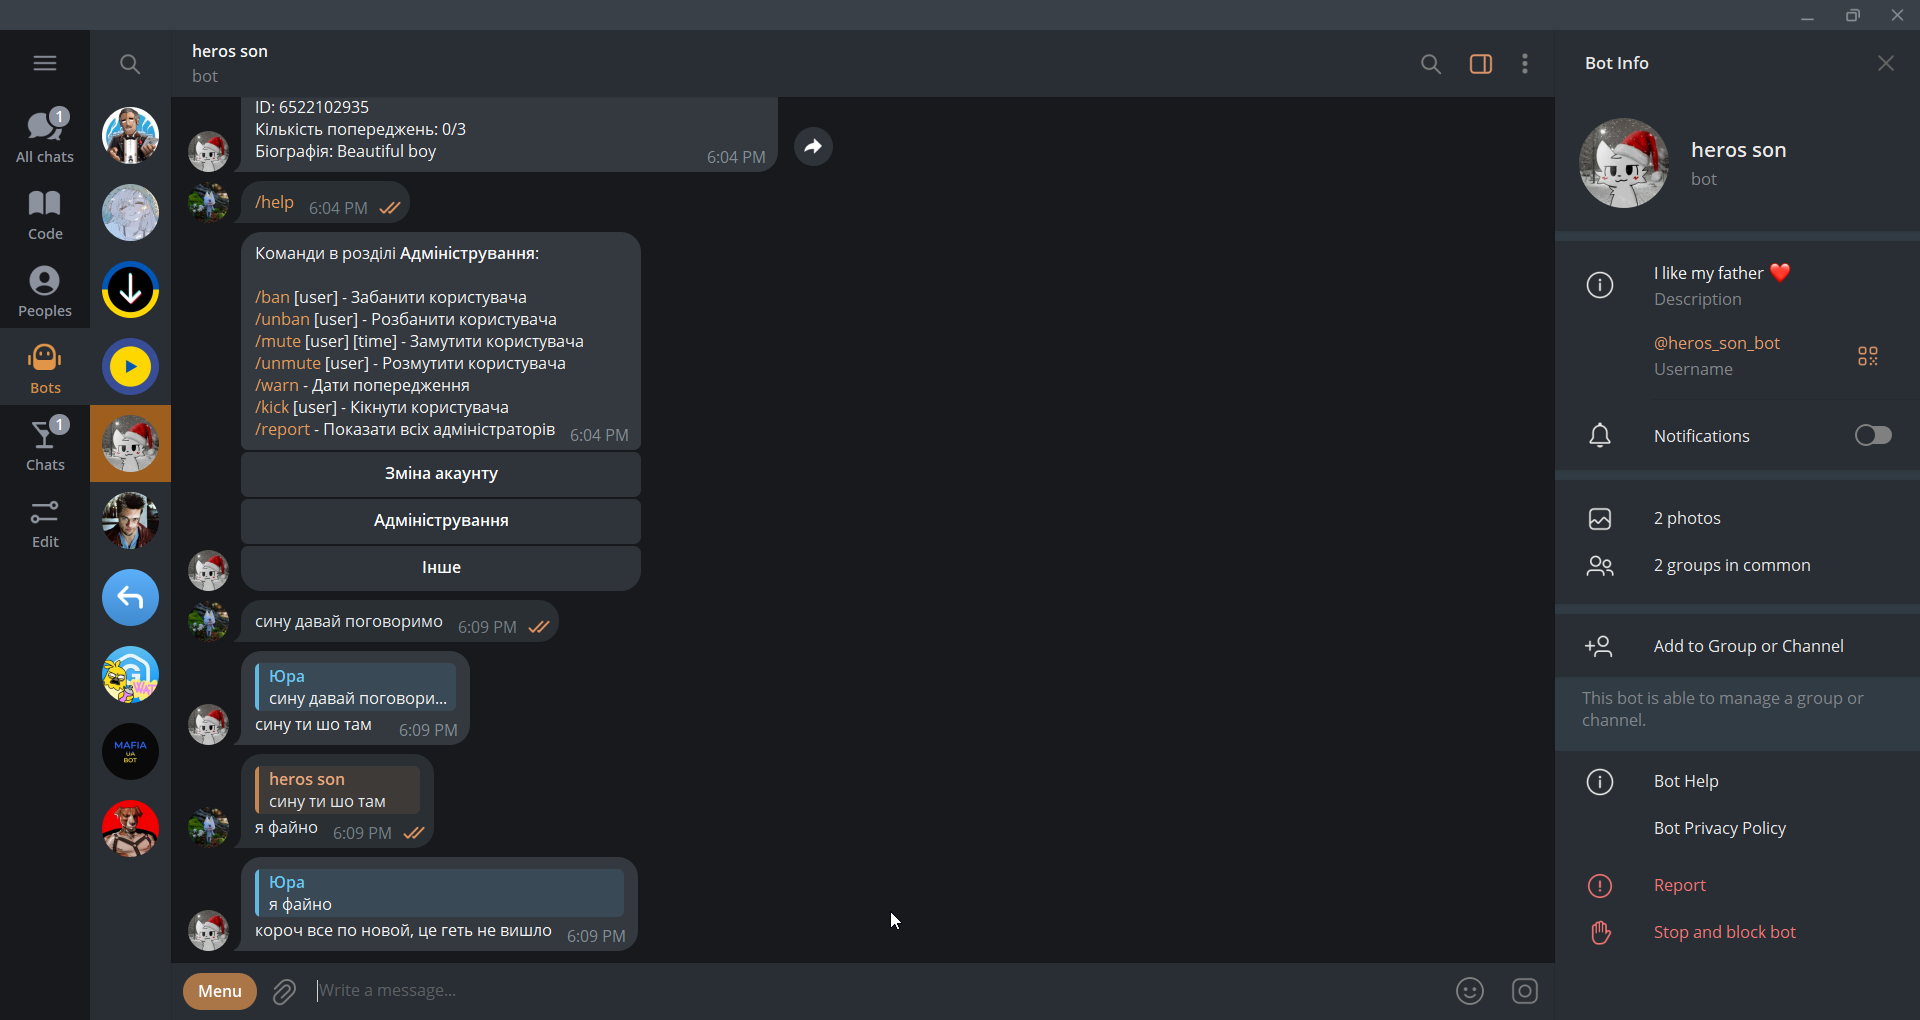 heros son
bot
All chats
1
Code
Peoples
Bots
Chats
1
Edit
MAFIA
UA
BOT
WAT
ID: 6522102935
Кількість попереджень: 0/3
Біографія: Beautiful boy
6:04 PM
/help 6:04 PM
Команди в розділі Адміністрування:
/ban [user] - Забанити користувача
/unban [user] - Розбанити користувача
/mute [user] [time] - Замутити користувача
/unmute [user] - Розмутити користувача
/warn - Дати попередження
/kick [user] - Кікнути користувача
/report - Показати всіх адміністраторів 6:04 PM
Зміна акаунту
Адміністрування
Інше
сину давай поговоримо 6:09 PM
Юра
сину давай поговори...
сину ти шо там 6:09 PM
heros son
сину ти шо там
я файно 6:09 PM
Юра
я файно
короч все по новой, це геть не вишло 6:09 PM
Menu
Write a message...
Bot Info
heros son
bot
I like my father ❤️
Description
@heros_son_bot
Username
Notifications
2 photos
2 groups in common
Add to Group or Channel
This bot is able to manage a group or
channel.
Bot Help
Bot Privacy Policy
Report
Stop and block bot